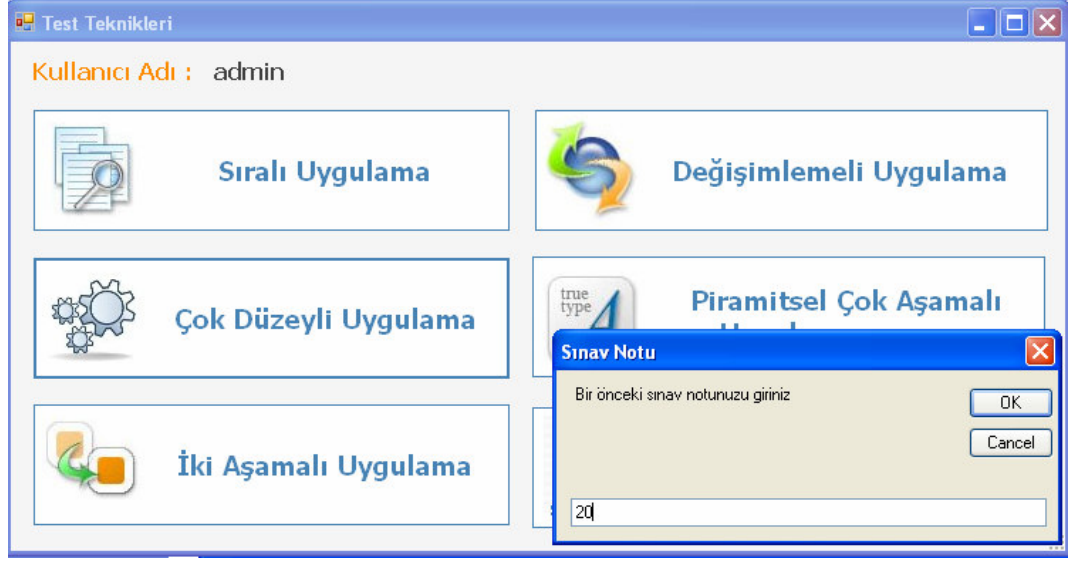 Test Teknikleri
Kullanıcı Adı : admin
Sıralı Uygulama
Değişimlemeli Uygulama
Çok Düzeyli Uygulama
true
type
Piramitsel Çok Aşamalı
İki Aşamalı Uygulama
Sınav Notu
Bir önceki sınav notunuzu giriniz
OK
Cancel
20